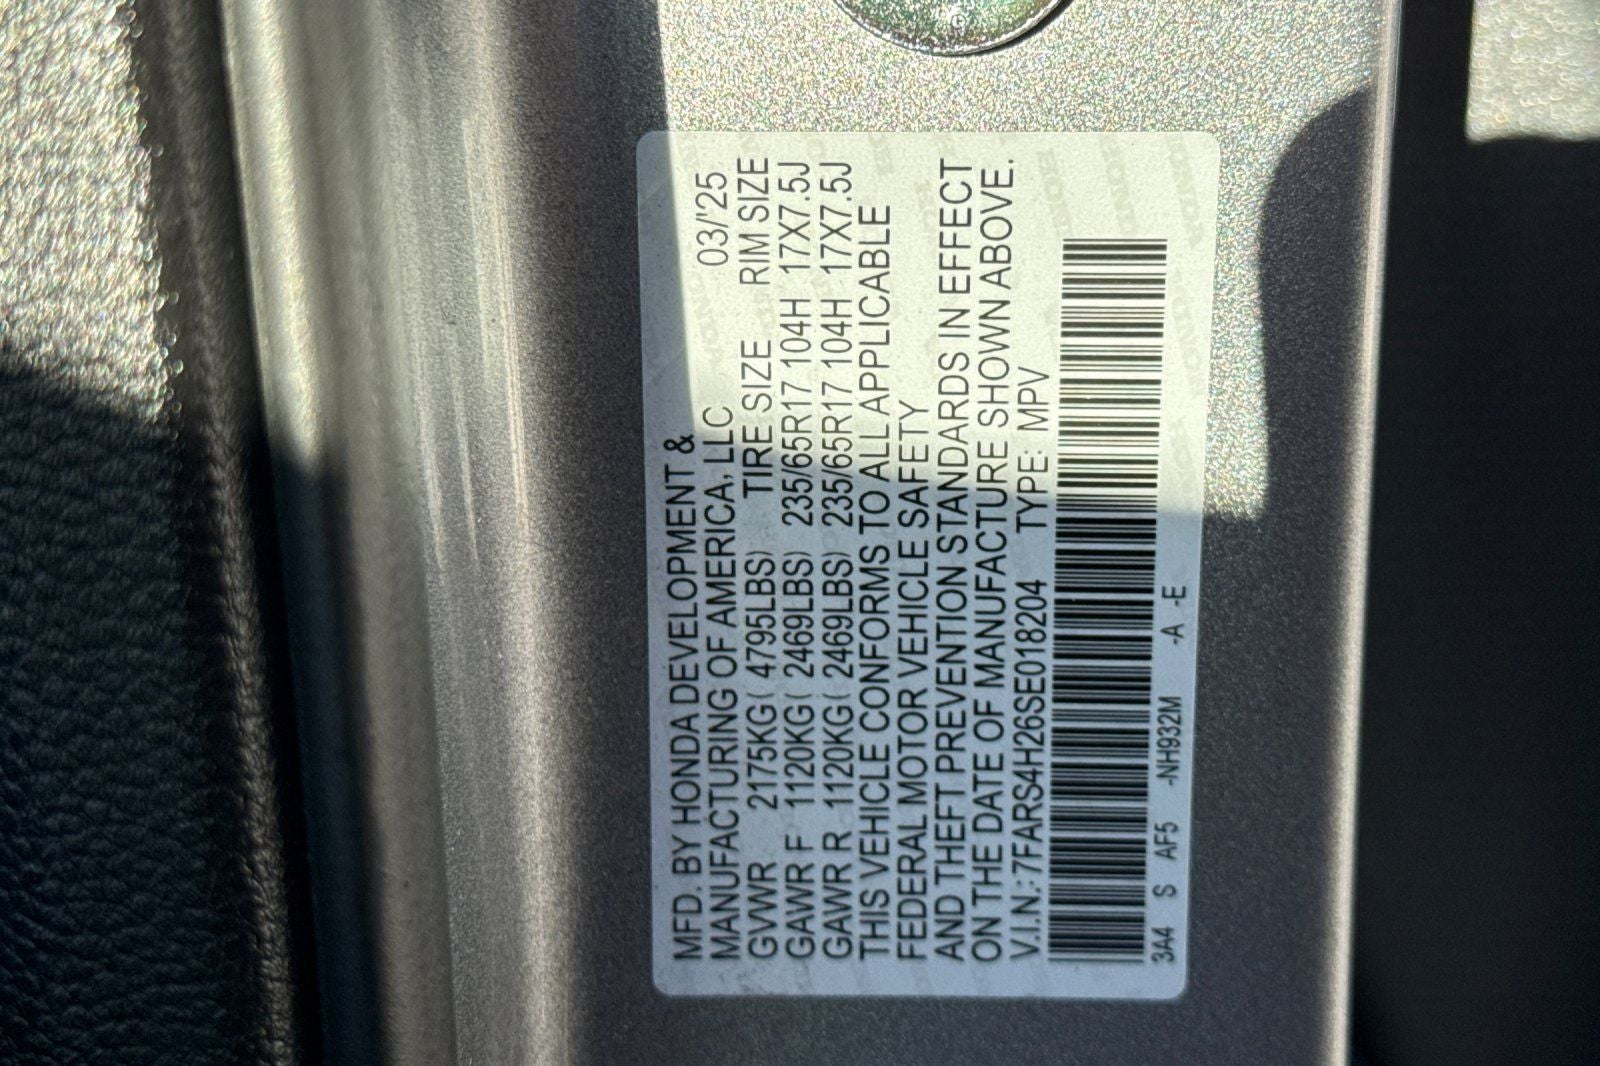 MFD. BY HONDA DEVELOPMENT &
MANUFACTURING OF AMERICA, LLC 03/'25
GVWR 2175KG( 4795LBS) TIRE SIZE RIM SIZE
GAWR F 1120KG( 2469LBS) 235/65R17 104H 17X7.5J
GAWR R 1120KG( 2469LBS) 235/65R17 104H 17X7.5J
THIS VEHICLE CONFORMS TO ALL APPLICABLE
FEDERAL MOTOR VEHICLE SAFETY
AND THEFT PREVENTION STANDARDS IN EFFECT
ON THE DATE OF MANUFACTURE SHOWN ABOVE.
V.I.N.:7FARS4H26SE018204 TYPE: MPV
3A4 S AF5 -NH932M -A -E